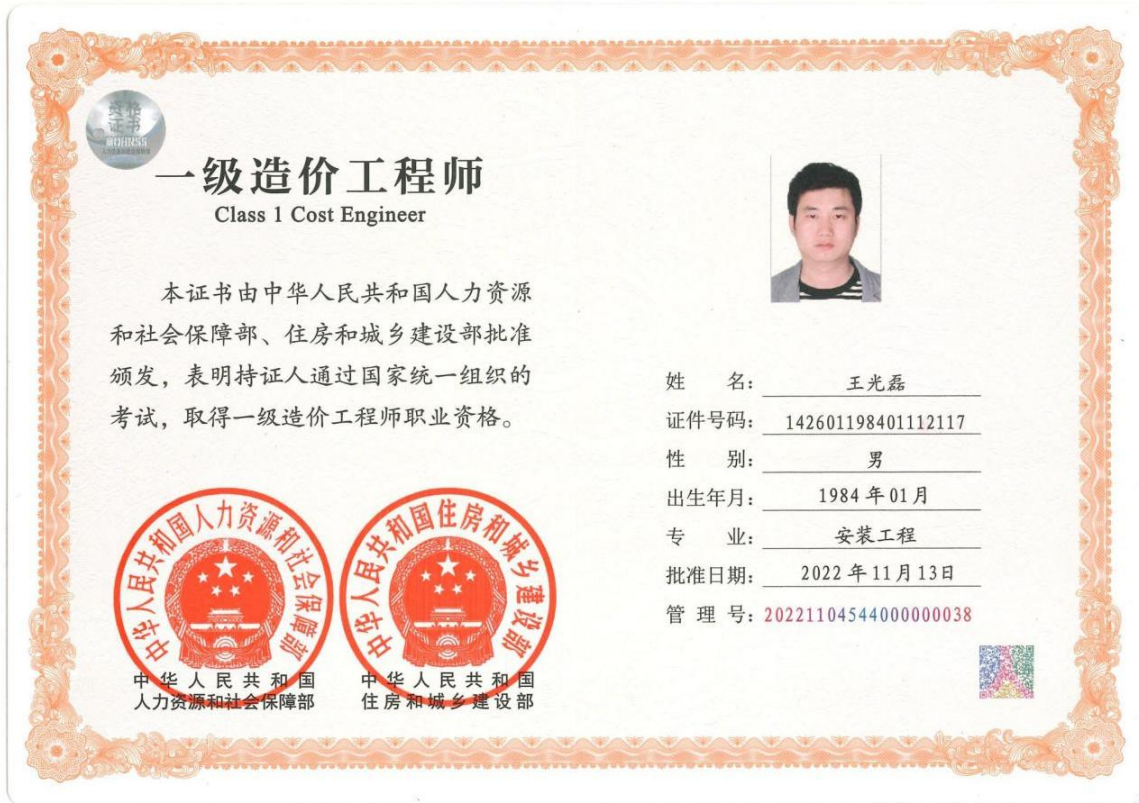 资格
证书
MOHRSS
一级造价工程师
Class 1 Cost Engineer
本证书由中华人民共和国人力资源
和社会保障部、住房和城乡建设部批准
颁发，表明持证人通过国家统一组织的
考试，取得一级造价工程师职业资格。
中华人民共和国人力资源和社会保障部
中华人民共和国住房和城乡建设部
中华人民共和国
人力资源和社会保障部
中华人民共和国
住房和城乡建设部
姓 名：王光磊
证件号码：142601198401112117
性 别：男
出生年月：1984年01月
专 业：安装工程
批准日期：2022年11月13日
管 理 号：20221104544000000038